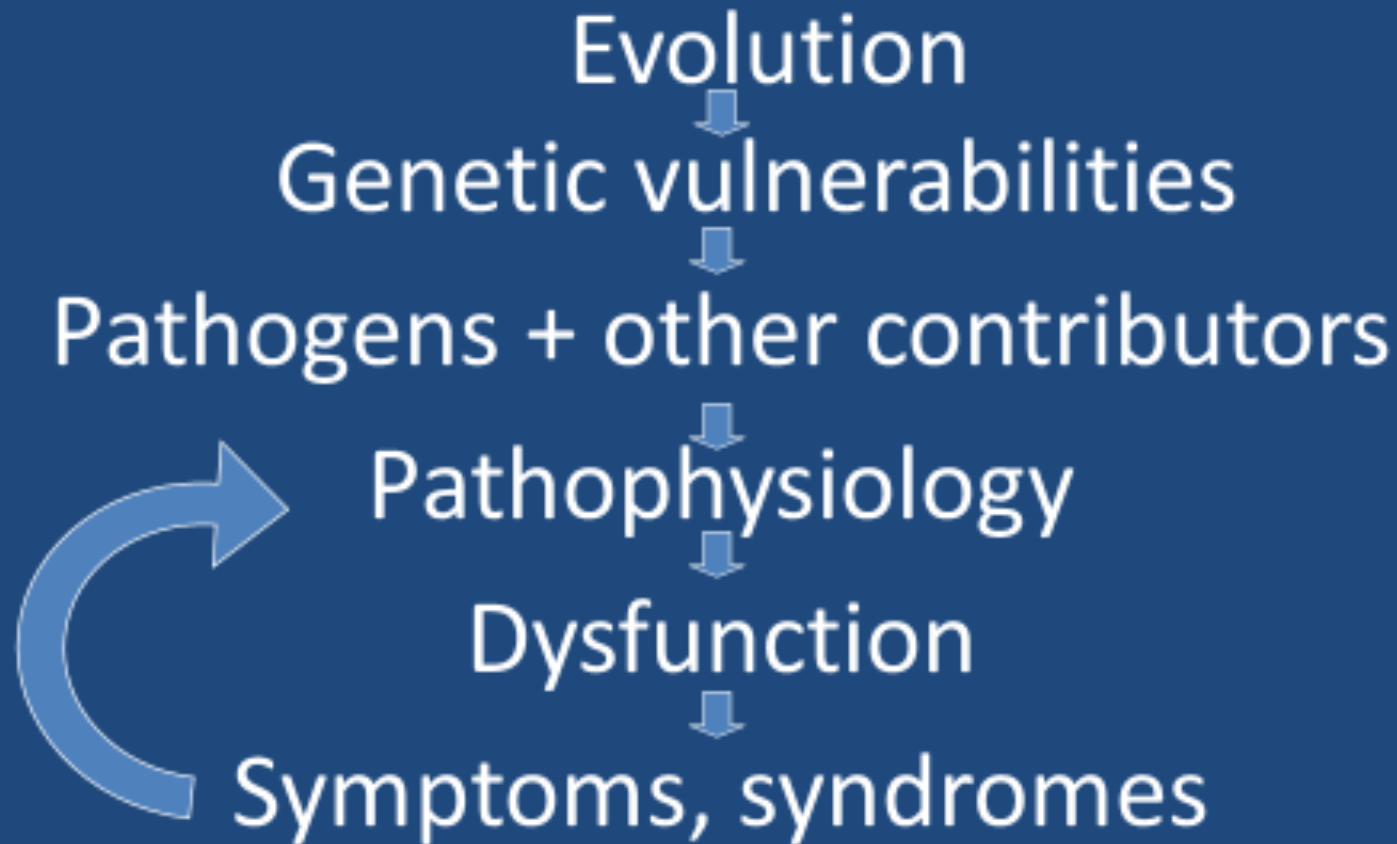 Evolution
Genetic vulnerabilities
Pathogens + other contributors
Pathophysiology
Dysfunction
Symptoms, syndromes